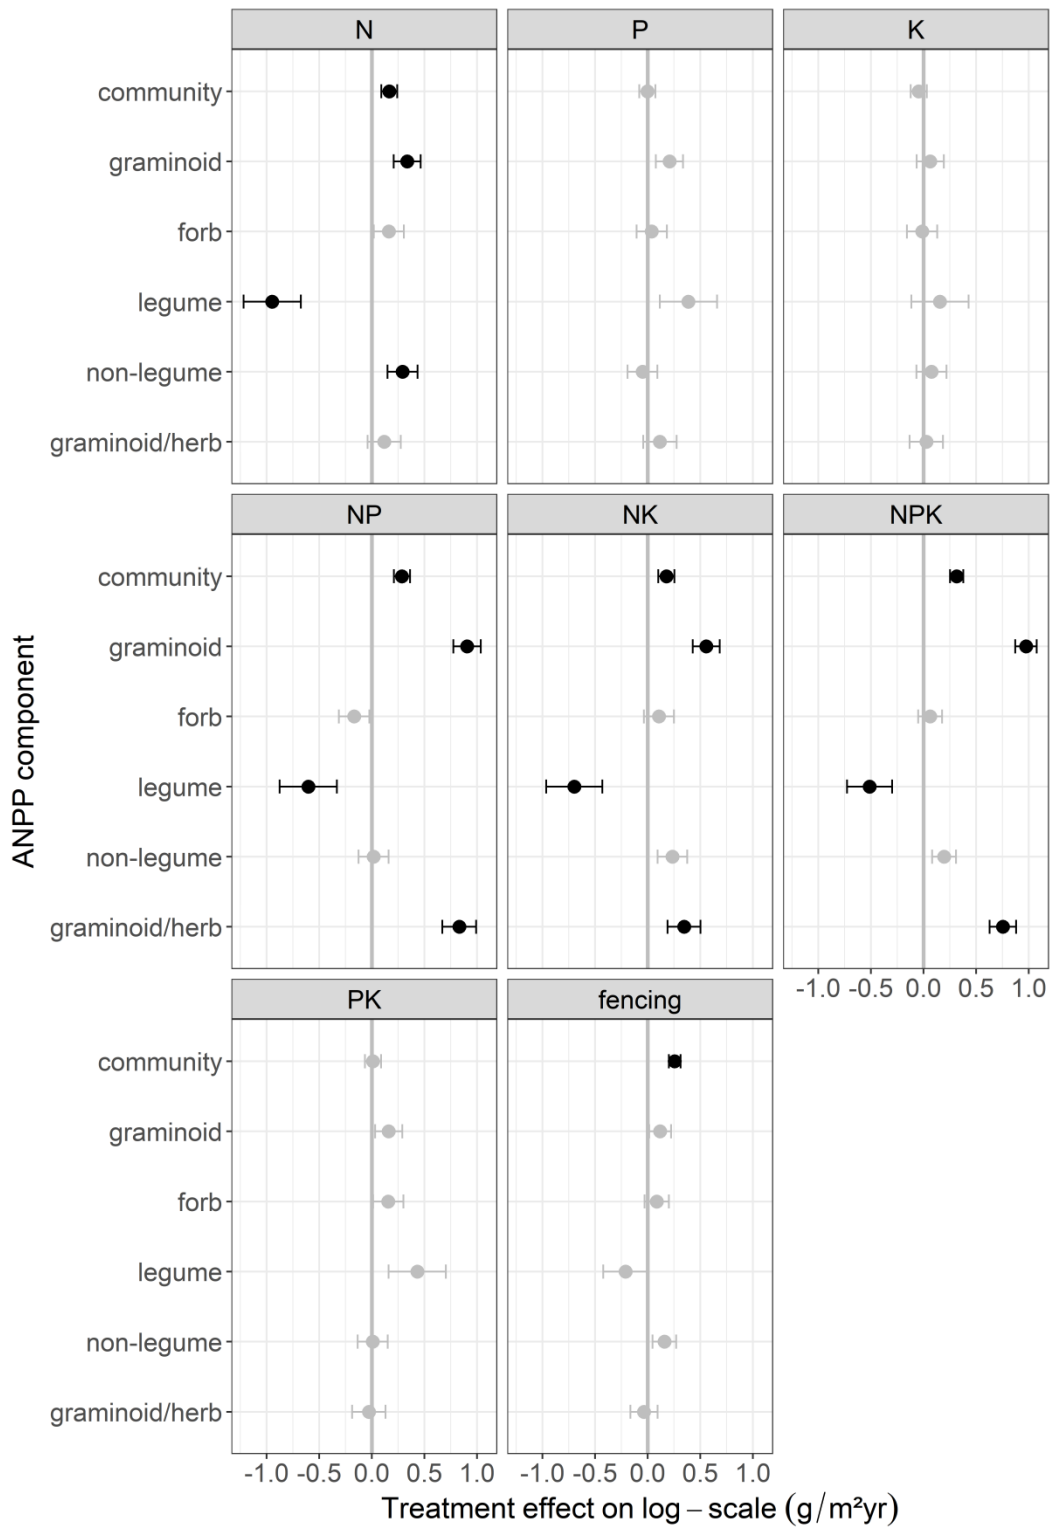 N P K
community
graminoid
forb
legume
non-legume
graminoid/herb
NP NK NPK
community
graminoid
forb
legume
non-legume
graminoid/herb
-1.0 -0.5 0.0 0.5 1.0
PK fencing
community
graminoid
forb
legume
non-legume
graminoid/herb
-1.0 -0.5 0.0 0.5 1.0 -1.0 -0.5 0.0 0.5 1.0
ANPP component
Treatment effect on log – scale (g/m²yr)